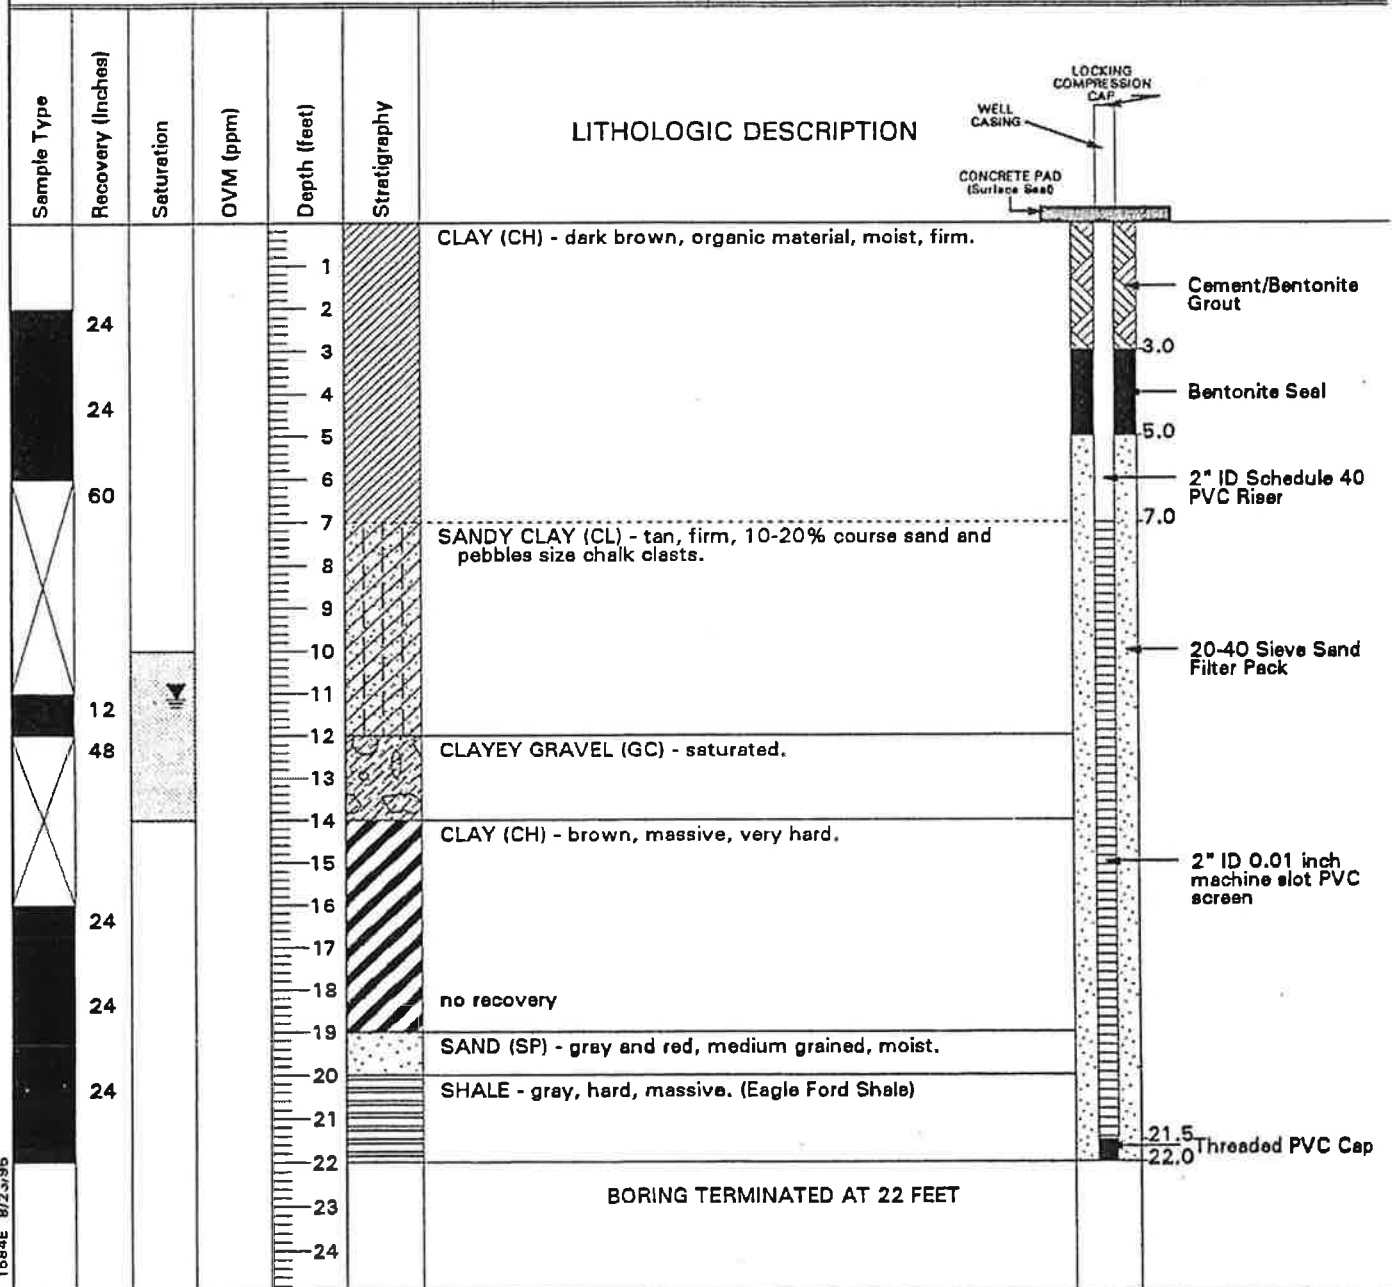 Sample Type
Recovery (Inches)
Saturation
OVM (ppm)
Depth (feet)
Stratigraphy
LITHOLOGIC DESCRIPTION
LOCKING
COMPRESSION
CAP
WELL
CASING
CONCRETE PAD
(Surface Seal)
CLAY (CH) - dark brown, organic material, moist, firm.
1
Cement/Bentonite
Grout
2
24
3
3.0
4
24
Bentonite Seal
5
5.0
6
60
2" ID Schedule 40
PVC Riser
7
7.0
SANDY CLAY (CL) - tan, firm, 10-20% course sand and
pebbles size chalk clasts.
8
9
10
20-40 Sieve Sand
Filter Pack
11
12
12
48
CLAYEY GRAVEL (GC) - saturated.
13
14
CLAY (CH) - brown, massive, very hard.
15
2" ID 0.01 inch
machine slot PVC
screen
16
24
17
18
24
no recovery
19
SAND (SP) - gray and red, medium grained, moist.
20
24
SHALE - gray, hard, massive. (Eagle Ford Shale)
21
21.5
Threaded PVC Cap
22
22.0
BORING TERMINATED AT 22 FEET
23
24
1684E 8/23/96